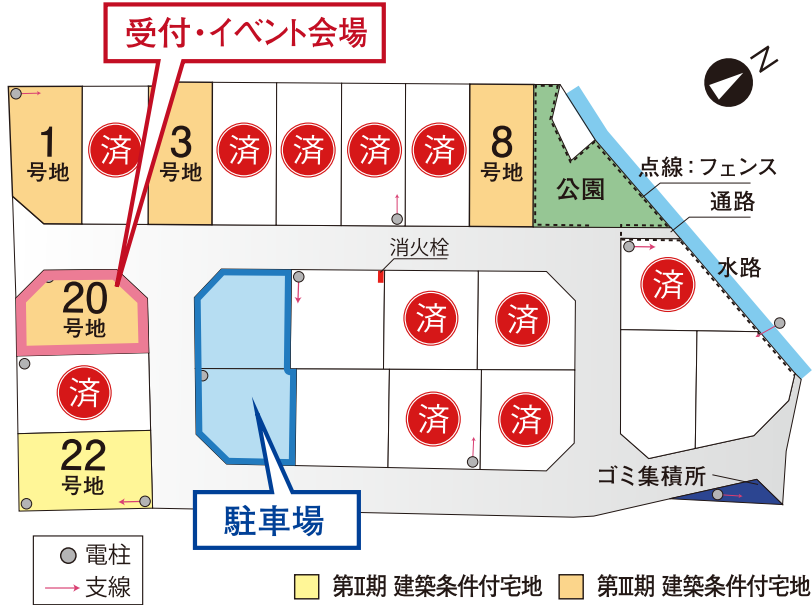 受付・イベント会場
N
1
号地
済
3
号地
済
済
済
済
8
号地
公園
点線：フェンス
通路
水路
消火栓
20
号地
済
済
済
済
22
号地
済
済
ゴミ集積所
駐車場
電柱
支線
第Ⅱ期 建築条件付宅地
第Ⅲ期 建築条件付宅地